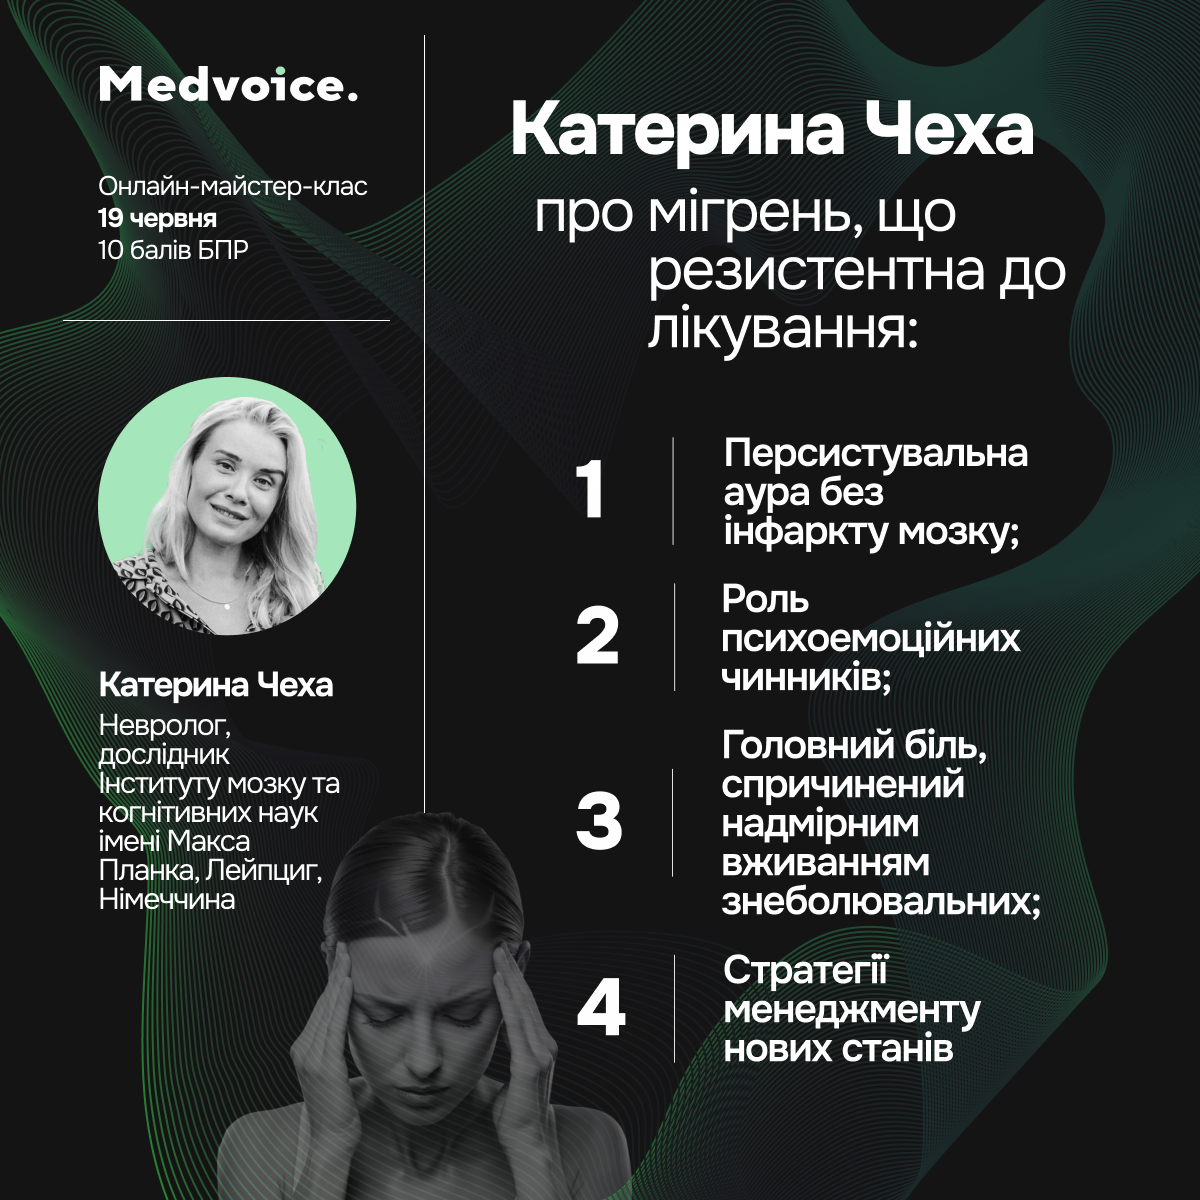 Medvoice.
Онлайн-майстер-клас
19 червня
10 балів БПР
Катерина Чеха
Невролог,
дослідник
Інституту мозку та
когнітивних наук
імені Макса
Планка, Лейпциг,
Німеччина
Катерина Чеха
про мігрень, що
резистентна до
лікування:
1
Персистувальна
аура без
інфаркту мозку;
2
Роль
психоемоційних
чинників;
3
Головний біль,
спричинений
надмірним
вживанням
знеболювальних;
4
Стратегії
менеджменту
нових станів